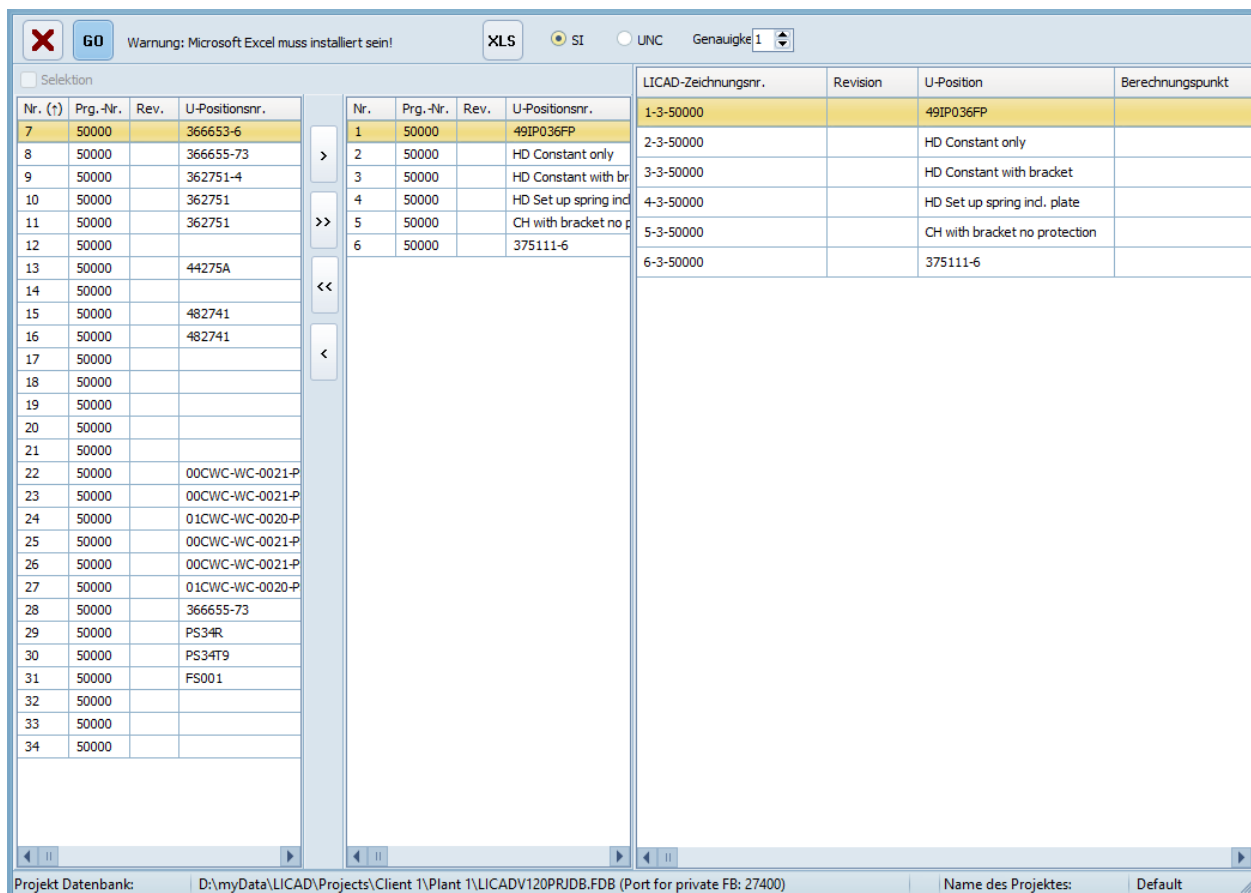 GO Warnung: Microsoft Excel muss installiert sein! XLS SI UNC Genauigke 1
Selektion
Nr. (↑) Prg.-Nr. Rev. U-Positionsnr.
7 50000 366653-6
8 50000 366655-73
9 50000 362751-4
10 50000 362751
11 50000 362751
12 50000
13 50000 44275A
14 50000
15 50000 482741
16 50000 482741
17 50000
18 50000
19 50000
20 50000
21 50000
22 50000 00CWC-WC-0021-P
23 50000 00CWC-WC-0021-P
24 50000 01CWC-WC-0020-P
25 50000 00CWC-WC-0021-P
26 50000 00CWC-WC-0021-P
27 50000 01CWC-WC-0020-P
28 50000 366655-73
29 50000 PS34R
30 50000 PS34T9
31 50000 FS001
32 50000
33 50000
34 50000
>
>>
<<
<
Nr. Prg.-Nr. Rev. U-Positionsnr.
1 50000 49IP036FP
2 50000 HD Constant only
3 50000 HD Constant with br
4 50000 HD Set up spring incl
5 50000 CH with bracket no p
6 50000 375111-6
LICAD-Zeichnungsnr. Revision U-Position Berechnungspunkt
1-3-50000 49IP036FP
2-3-50000 HD Constant only
3-3-50000 HD Constant with bracket
4-3-50000 HD Set up spring incl. plate
5-3-50000 CH with bracket no protection
6-3-50000 375111-6
Projekt Datenbank: D:\myData\LICAD\Projects\Client 1\Plant 1\LICADV120PRJDB.FDB (Port for private FB: 27400) Name des Projektes: Default